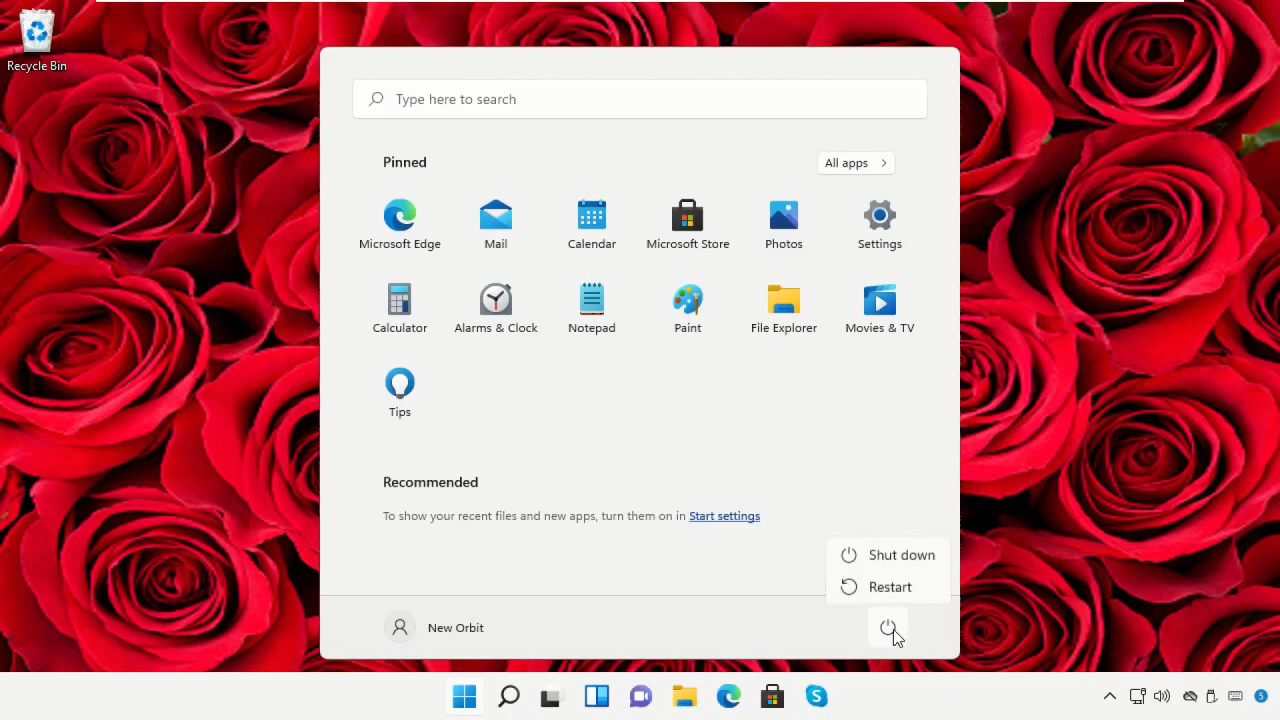 Recycle Bin
Type here to search
Pinned
All apps
Microsoft Edge
Mail
Calendar
Microsoft Store
Photos
Settings
Calculator
Alarms & Clock
Notepad
Paint
File Explorer
Movies & TV
Tips
Recommended
To show your recent files and new apps, turn them on in Start settings
Shut down
Restart
New Orbit
5